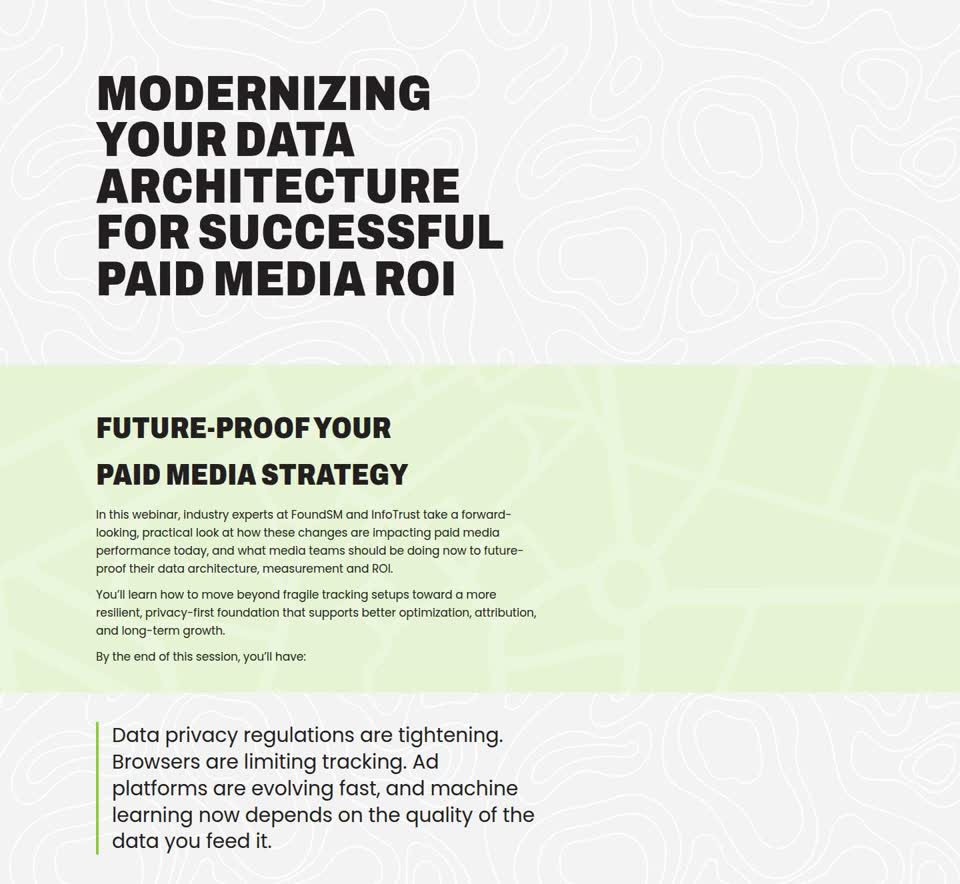 MODERNIZING
YOUR DATA
ARCHITECTURE
FOR SUCCESSFUL
PAID MEDIA ROI
FUTURE-PROOF YOUR
PAID MEDIA STRATEGY
In this webinar, industry experts at FoundSM and InfoTrust take a forward-
looking, practical look at how these changes are impacting paid media
performance today, and what media teams should be doing now to future-
proof their data architecture, measurement and ROI.
You’ll learn how to move beyond fragile tracking setups toward a more
resilient, privacy-first foundation that supports better optimization, attribution,
and long-term growth.
By the end of this session, you’ll have:
Data privacy regulations are tightening.
Browsers are limiting tracking. Ad
platforms are evolving fast, and machine
learning now depends on the quality of the
data you feed it.